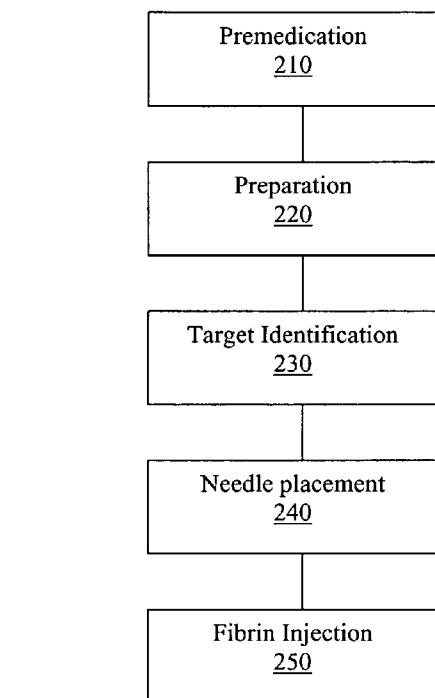 Premedication
210
Preparation
220
Target Identification
230
Needle placement
240
Fibrin Injection
250